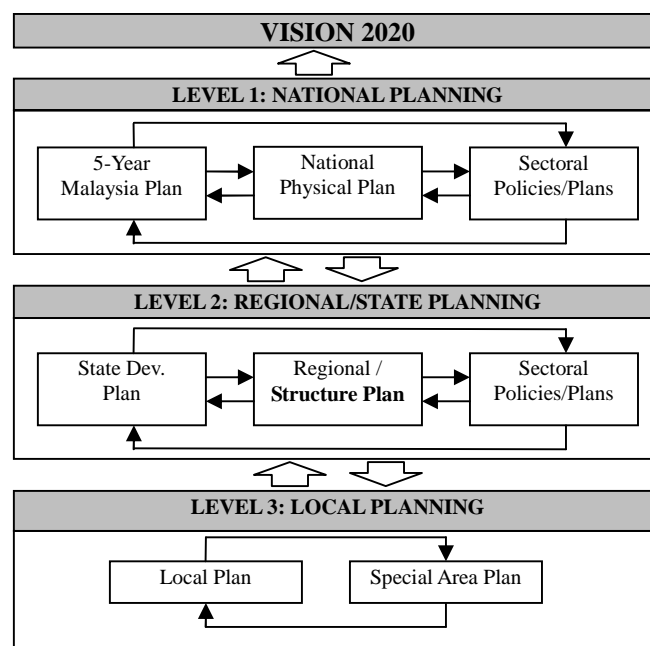 VISION 2020
LEVEL 1: NATIONAL PLANNING
5-Year
Malaysia Plan
National
Physical Plan
Sectoral
Policies/Plans
LEVEL 2: REGIONAL/STATE PLANNING
State Dev.
Plan
Regional /
Structure Plan
Sectoral
Policies/Plans
LEVEL 3: LOCAL PLANNING
Local Plan
Special Area Plan